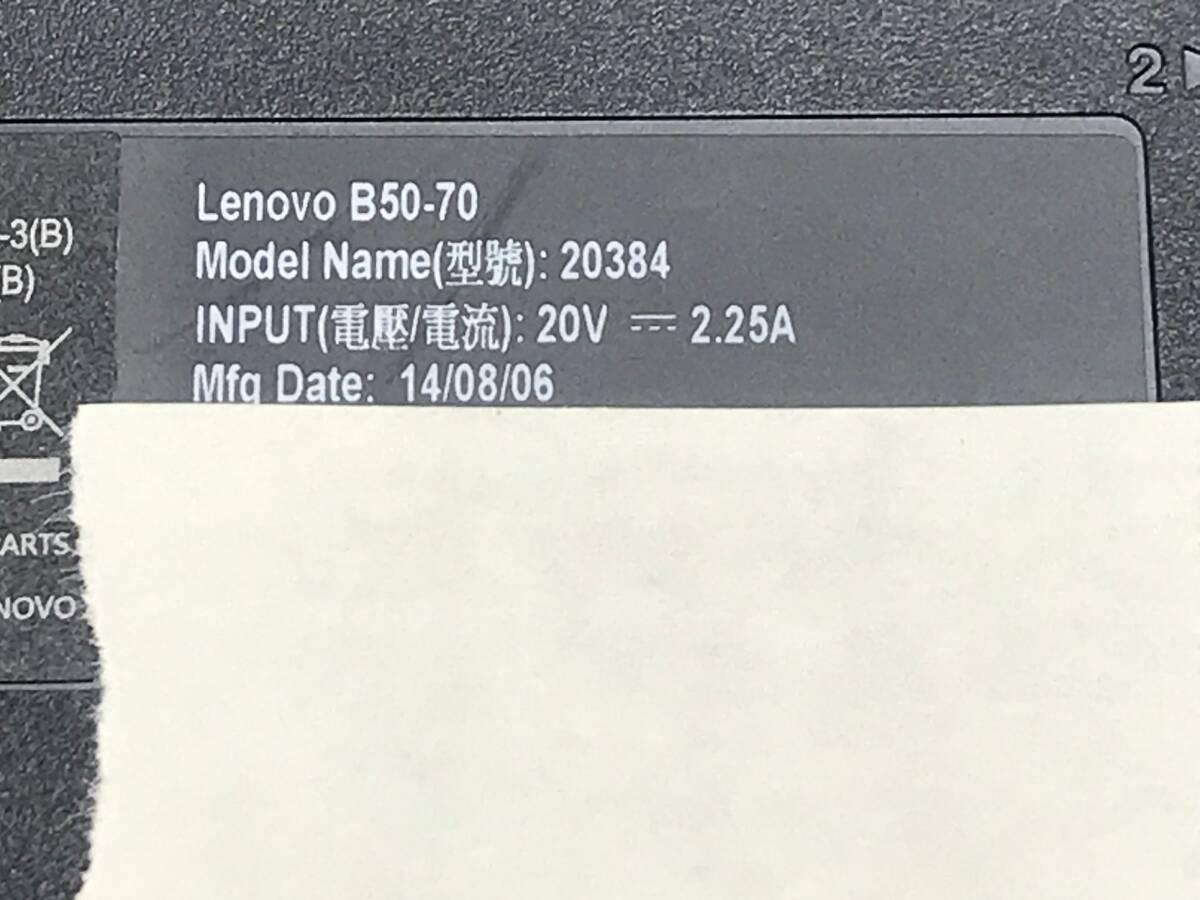 2
Lenovo B50-70
Model Name(型號): 20384
INPUT(電壓/電流): 20V ⎓ 2.25A
Mfg Date: 14/08/06
-3(B)
(B)
ARTS
NOVO